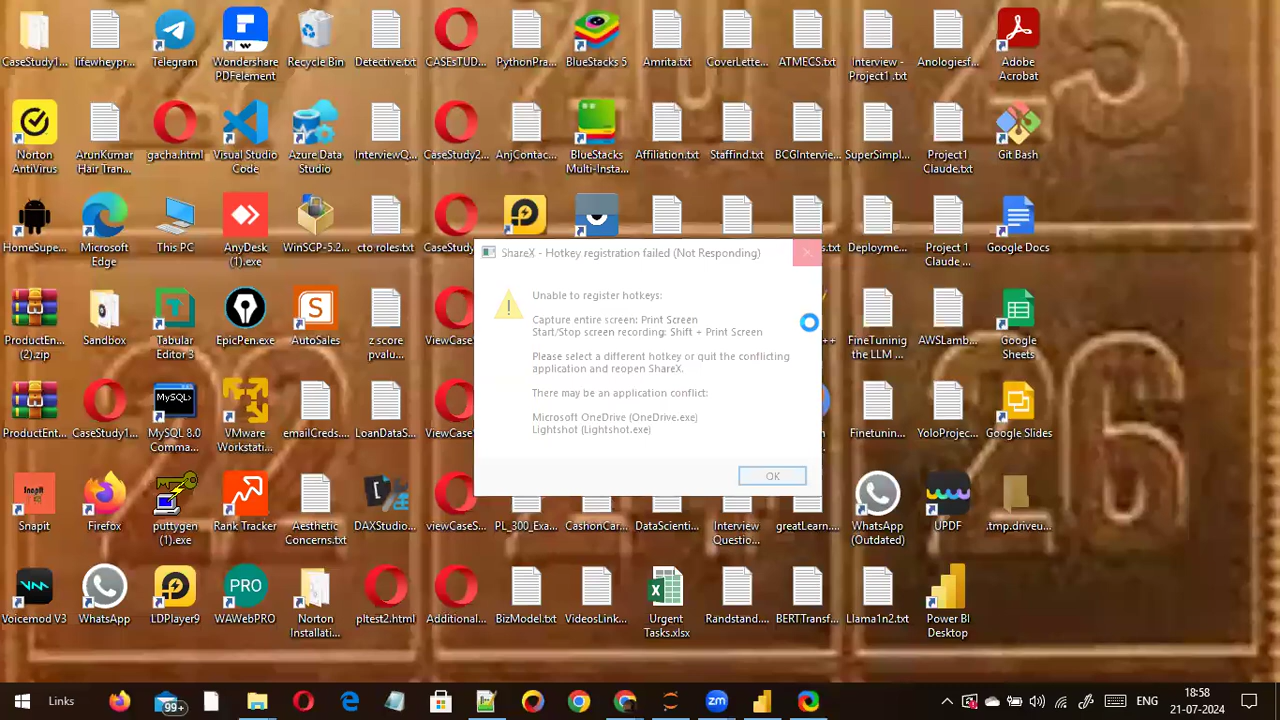 CaseStudy1...
lifewheypr...
Telegram
Wondershare
PDFelement
Recycle Bin
Detective.txt
CASEsTUD...
PythonPra...
BlueStacks 5
Amrita.txt
CoverLette...
ATMECS.txt
Interview -
Project1 .txt
Anologiesf...
Adobe
Acrobat
Norton
AntiVirus
ArunKumar
Hair Tran...
gacha.html
Visual Studio
Code
Azure Data
Studio
InterviewQ...
CaseStudy2...
AnjContac...
BlueStacks
Multi-Insta...
Affiliation.txt
Staffind.txt
BCGIntervie...
SuperSimpl...
Project1
Claude.txt
Git Bash
HomeSupe...
Microsoft
Edge
This PC
AnyDesk
(1).exe
WinSCP-5.2...
cto roles.txt
CaseStudy...
Deployme...
Project 1
Claude ...
Google Docs
ShareX - Hotkey registration failed (Not Responding)
Unable to register hotkeys:
Capture entire screen: Print Screen
Start/Stop screen recording: Shift + Print Screen
Please select a different hotkey or quit the conflicting
application and reopen ShareX.
There may be an application conflict:
Microsoft OneDrive (OneDrive.exe)
Lightshot (Lightshot.exe)
OK
ProductEn...
(2).zip
Sandbox
Tabular
Editor 3
EpicPen.exe
AutoSales
z score
pvalu...
ViewCase...
FineTuning
the LLM ...
AWSLamb...
Google
Sheets
ProductEnt...
CaseStudy1...
MySQL 8.0
Comma...
VMware
Workstati...
emailCreds...
LoanDataS...
ViewCase...
Finetunin...
YoloProjec...
Google Slides
SnapIt
Snapit
Firefox
puttygen
(1).exe
Rank Tracker
Aesthetic
Concerns.txt
DAXStudio...
viewCaseS...
PL_300_Exa...
CashonCar...
DataScienti...
Interview
Questio...
greatLearn...
WhatsApp
(Outdated)
UPDF
.tmp.driveu...
Voicemod V3
WhatsApp
LDPlayer9
PRO
WAWebPRO
Norton
Installati...
pltest2.html
Additional...
BizModel.txt
VideosLink...
Urgent
Tasks.xlsx
Randstand....
BERTTransf...
Llama1n2.txt
Power BI
Desktop
Links
99+
zm
ENG
18:58
21-07-2024